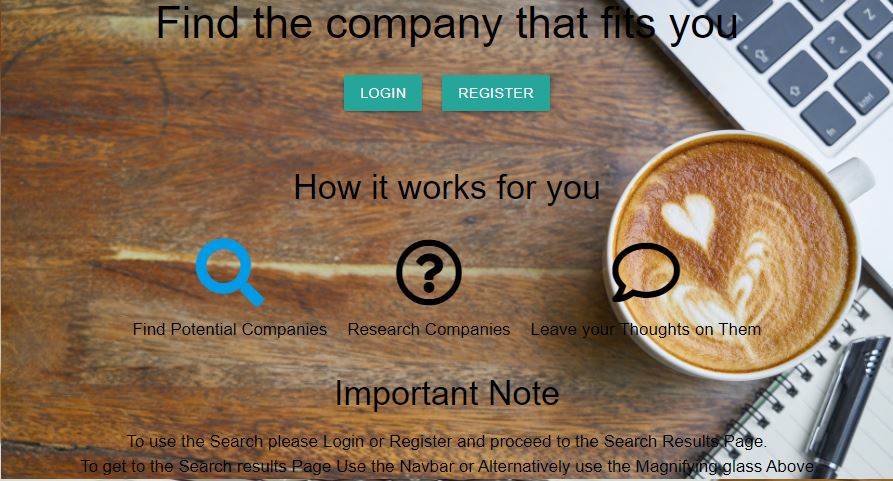 Find the company that fits you
LOGIN REGISTER
How it works for you
Find Potential Companies Research Companies Leave your Thoughts on Them
Important Note
To use the Search please Login or Register and proceed to the Search Results Page.
To get to the Search results Page Use the Navbar or Alternatively use the Magnifying glass Above